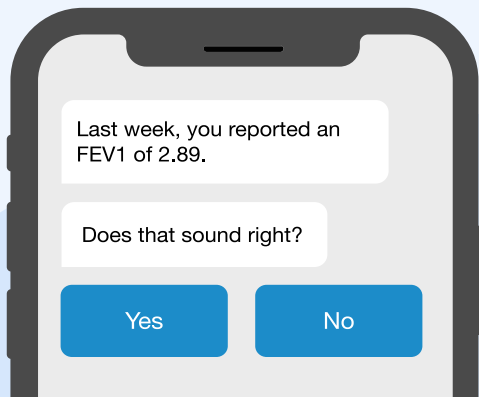 Last week, you reported an
FEV1 of 2.89.
Does that sound right?
Yes
No